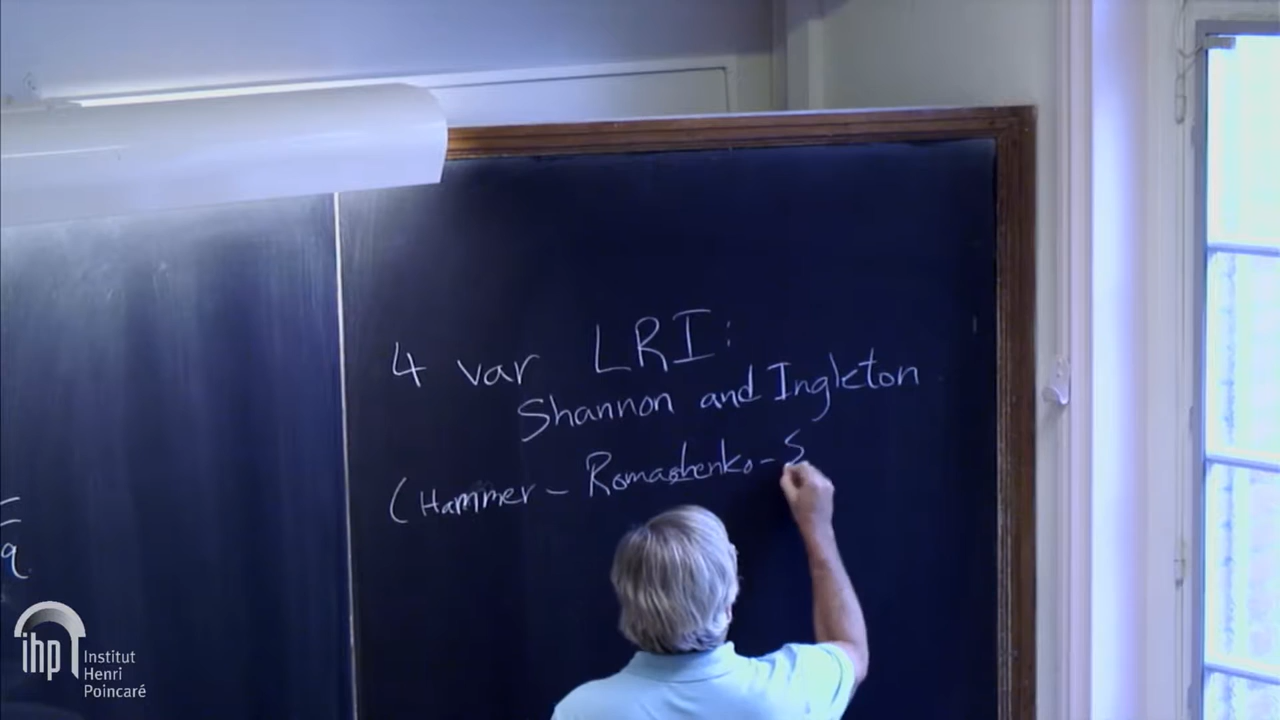 4 var LRI:
Shannon and Ingleton
(Hammer - Romashenko - S
q
ihp Institut
Henri
Poincaré